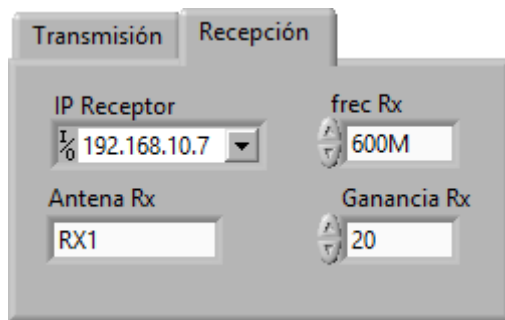 Transmisión Recepción
IP Receptor frec Rx
I/O 192.168.10.7 600M
Antena Rx Ganancia Rx
RX1 20